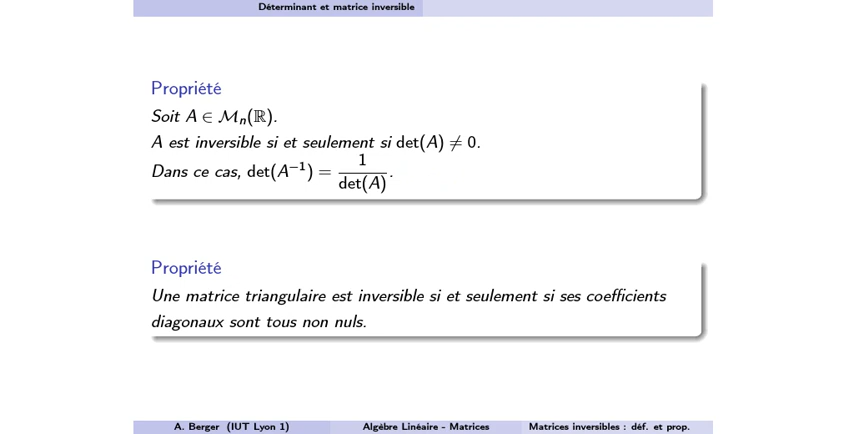 Déterminant et matrice inversible
Propriété
Soit A ∈ ℳₙ(ℝ).
A est inversible si et seulement si det(A) ≠ 0.
Dans ce cas, det(A⁻¹) = 1/det(A).
Propriété
Une matrice triangulaire est inversible si et seulement si ses coefficients
diagonaux sont tous non nuls.
A. Berger (IUT Lyon 1) Algèbre Linéaire - Matrices Matrices inversibles : déf. et prop.